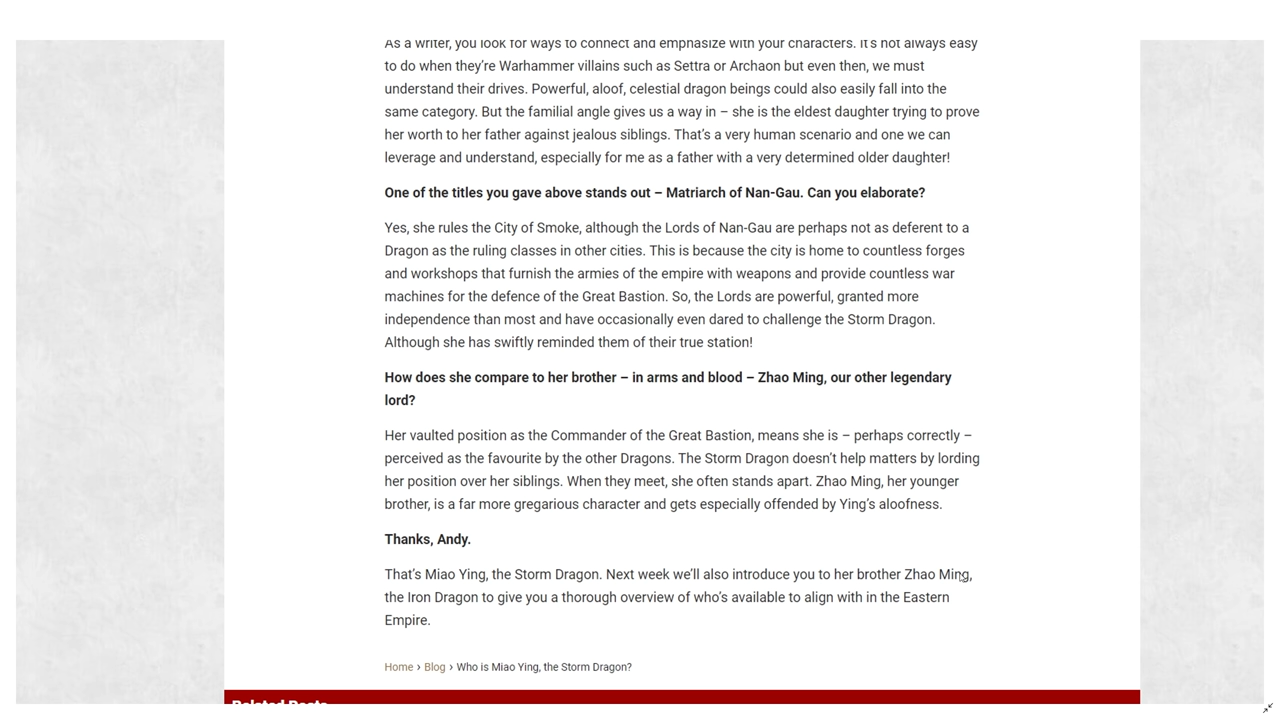 As a writer, you look for ways to connect and emphasize with your characters. It's not always easy
to do when they're Warhammer villains such as Settra or Archaon but even then, we must
understand their drives. Powerful, aloof, celestial dragon beings could also easily fall into the
same category. But the familial angle gives us a way in – she is the eldest daughter trying to prove
her worth to her father against jealous siblings. That's a very human scenario and one we can
leverage and understand, especially for me as a father with a very determined older daughter!
One of the titles you gave above stands out – Matriarch of Nan-Gau. Can you elaborate?
Yes, she rules the City of Smoke, although the Lords of Nan-Gau are perhaps not as deferent to a
Dragon as the ruling classes in other cities. This is because the city is home to countless forges
and workshops that furnish the armies of the empire with weapons and provide countless war
machines for the defence of the Great Bastion. So, the Lords are powerful, granted more
independence than most and have occasionally even dared to challenge the Storm Dragon.
Although she has swiftly reminded them of their true station!
How does she compare to her brother – in arms and blood – Zhao Ming, our other legendary
lord?
Her vaulted position as the Commander of the Great Bastion, means she is – perhaps correctly –
perceived as the favourite by the other Dragons. The Storm Dragon doesn't help matters by lording
her position over her siblings. When they meet, she often stands apart. Zhao Ming, her younger
brother, is a far more gregarious character and gets especially offended by Ying's aloofness.
Thanks, Andy.
That's Miao Ying, the Storm Dragon. Next week we'll also introduce you to her brother Zhao Ming,
the Iron Dragon to give you a thorough overview of who's available to align with in the Eastern
Empire.
Home › Blog › Who is Miao Ying, the Storm Dragon?
Related Posts